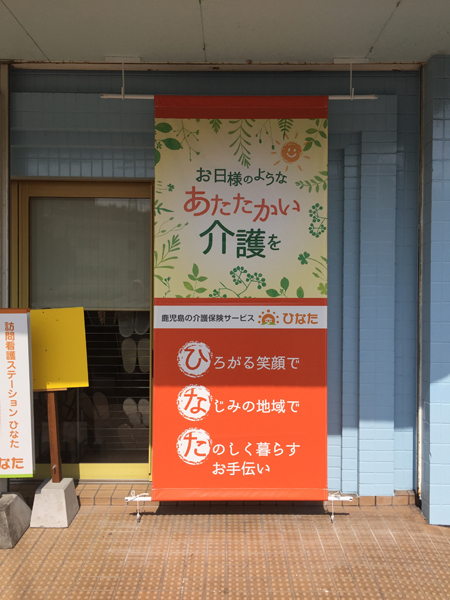 お日様のような
あたたかい
介護を
鹿児島の介護保険サービス ひなた
ひろがる笑顔で
なじみの地域で
たのしく暮らす
お手伝い
訪問看護ステーション ひなた
なた